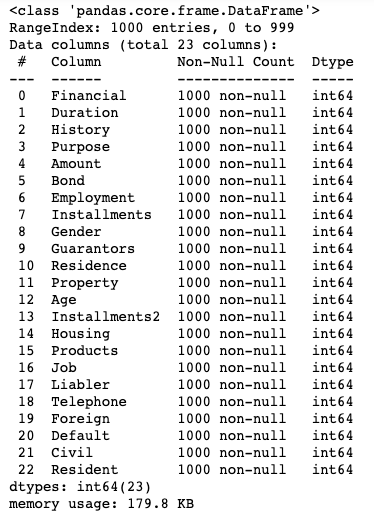 <class 'pandas.core.frame.DataFrame'>
RangeIndex: 1000 entries, 0 to 999
Data columns (total 23 columns):
 #   Column        Non-Null Count  Dtype
---  ------        --------------  -----
 0   Financial     1000 non-null   int64
 1   Duration      1000 non-null   int64
 2   History       1000 non-null   int64
 3   Purpose       1000 non-null   int64
 4   Amount        1000 non-null   int64
 5   Bond          1000 non-null   int64
 6   Employment    1000 non-null   int64
 7   Installments  1000 non-null   int64
 8   Gender        1000 non-null   int64
 9   Guarantors    1000 non-null   int64
 10  Residence     1000 non-null   int64
 11  Property      1000 non-null   int64
 12  Age           1000 non-null   int64
 13  Installments2 1000 non-null   int64
 14  Housing       1000 non-null   int64
 15  Products      1000 non-null   int64
 16  Job           1000 non-null   int64
 17  Liabler       1000 non-null   int64
 18  Telephone     1000 non-null   int64
 19  Foreign       1000 non-null   int64
 20  Default       1000 non-null   int64
 21  Civil         1000 non-null   int64
 22  Resident      1000 non-null   int64
dtypes: int64(23)
memory usage: 179.8 KB